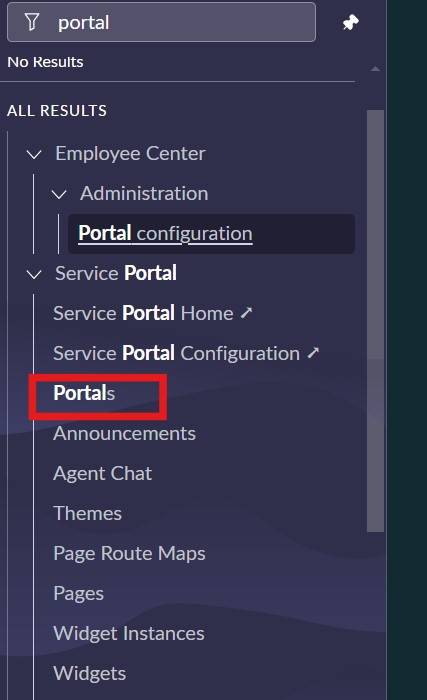 portal
No Results
ALL RESULTS
Employee Center
Administration
Portal configuration
Service Portal
Service Portal Home ↗
Service Portal Configuration ↗
Portals
Announcements
Agent Chat
Themes
Page Route Maps
Pages
Widget Instances
Widgets